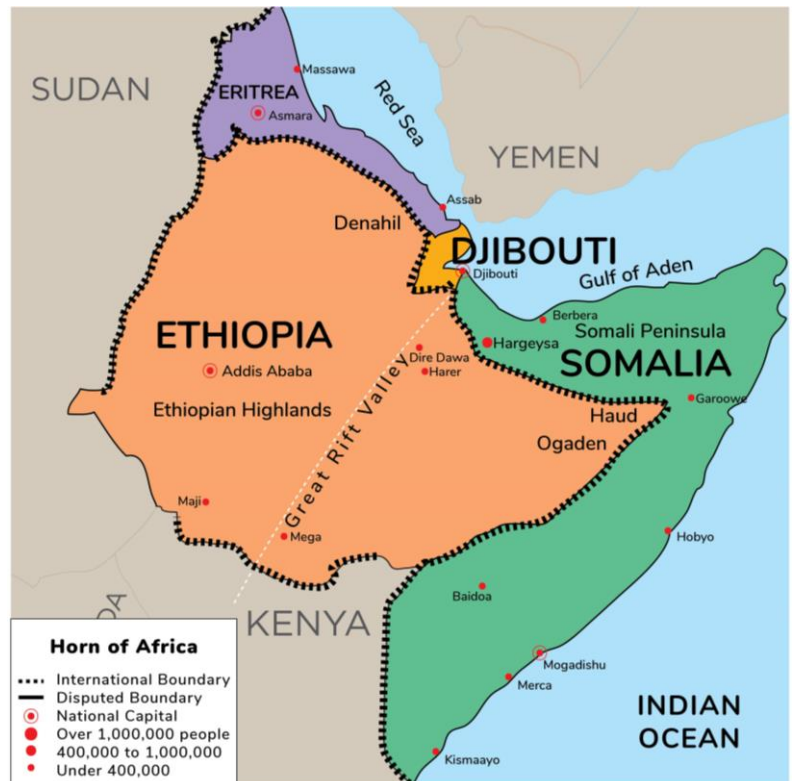 SUDAN
Massawa
ERITREA
Asmara
Red Sea
YEMEN
Assab
Denahil
DJIBOUTI
Djibouti
Gulf of Aden
Berbera
Somali Peninsula
ETHIOPIA
Hargeysa
Dire Dawa
SOMALIA
Addis Ababa
Harer
Garoowe
Ethiopian Highlands
Great Rift Valley
Haud
Ogaden
Maji
Mega
Hobyo
Baidoa
DA
KENYA
Mogadishu
Merca
INDIAN
OCEAN
Kismaayo
Horn of Africa
International Boundary
Disputed Boundary
National Capital
Over 1,000,000 people
400,000 to 1,000,000
Under 400,000